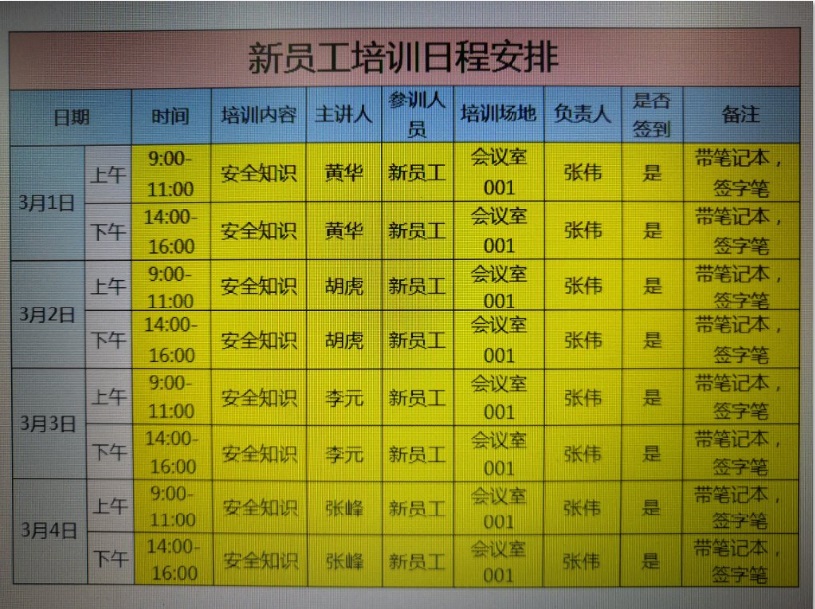 新员工培训日程安排
日期 时间 培训内容 主讲人 参训人员 培训场地 负责人 是否签到 备注
3月1日 上午 9:00-11:00 安全知识 黄华 新员工 会议室001 张伟 是 带笔记本，签字笔
下午 14:00-16:00 安全知识 黄华 新员工 会议室001 张伟 是 带笔记本，签字笔
3月2日 上午 9:00-11:00 安全知识 胡虎 新员工 会议室001 张伟 是 带笔记本，签字笔
下午 14:00-16:00 安全知识 胡虎 新员工 会议室001 张伟 是 带笔记本，签字笔
3月3日 上午 9:00-11:00 安全知识 李元 新员工 会议室001 张伟 是 带笔记本，签字笔
下午 14:00-16:00 安全知识 李元 新员工 会议室001 张伟 是 带笔记本，签字笔
3月4日 上午 9:00-11:00 安全知识 张峰 新员工 会议室001 张伟 是 带笔记本，签字笔
下午 14:00-16:00 安全知识 张峰 新员工 会议室001 张伟 是 带笔记本，签字笔